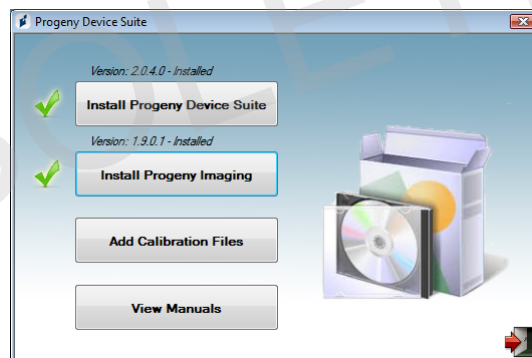 Progeny Device Suite
Version: 2.0.4.0 - Installed
Install Progeny Device Suite
Version: 1.9.0.1 - Installed
Install Progeny Imaging
Add Calibration Files
View Manuals